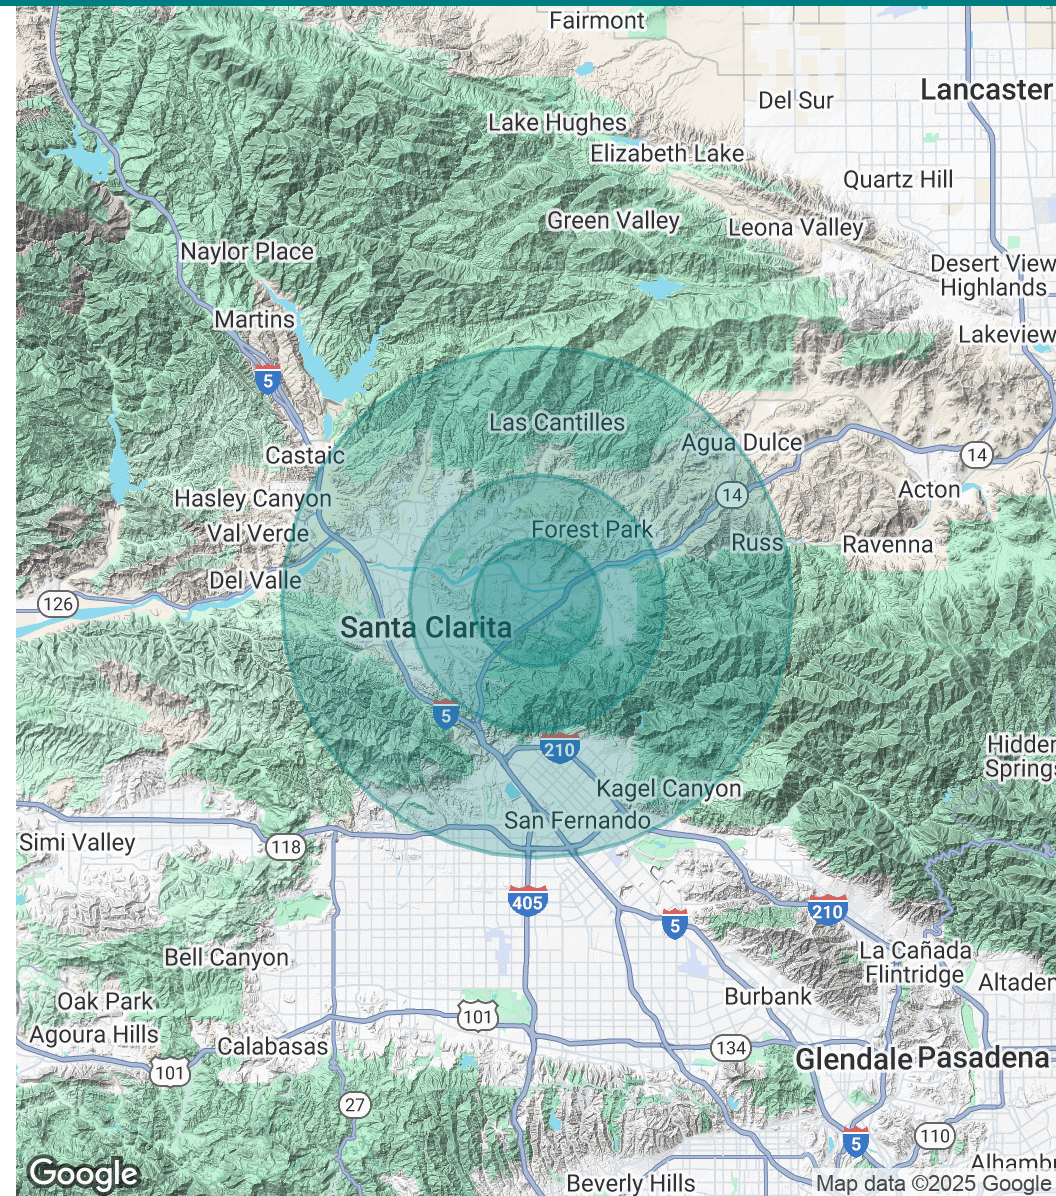 Fairmont
Lancaster
Del Sur
Lake Hughes
Elizabeth Lake
Quartz Hill
Green Valley
Leona Valley
Naylor Place
Desert View
Highlands
Martins
Lakeview
5
Las Cantilles
Agua Dulce
Castaic
14
14
Hasley Canyon
Acton
Val Verde
Forest Park
Russ
Ravenna
Del Valle
126
Santa Clarita
5
210
Hidden
Springs
Kagel Canyon
San Fernando
Simi Valley
118
405
210
5
Bell Canyon
La Cañada
Flintridge
Altaden
Burbank
Oak Park
101
Agoura Hills
Calabasas
134
Glendale
Pasadena
101
27
5
110
Alhambr
Google
Beverly Hills
Map data ©2025 Google